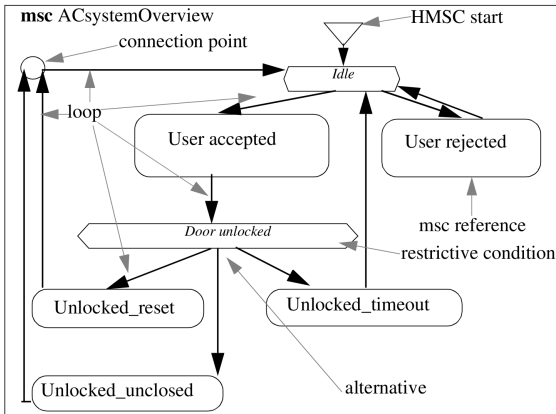 msc ACsystemOverview
HMSC start
connection point
Idle
loop
User accepted
User rejected
msc reference
Door unlocked
restrictive condition
Unlocked_reset
Unlocked_timeout
Unlocked_unclosed
alternative